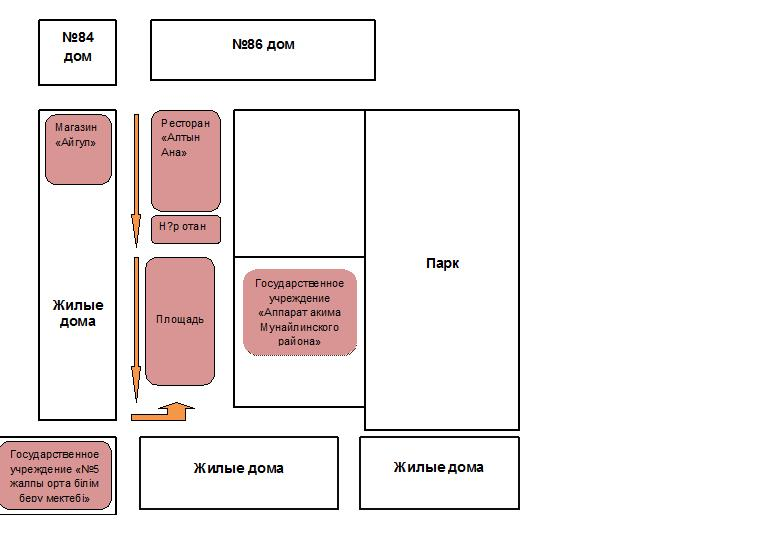 №84
дом
№86 дом
Магазин
«Айгул»
Ресторан
«Алтын
Ана»
Н?р отан
Парк
Государственное
учреждение
«Аппарат акима
Мунайлинского
района»
Жилые
дома
Площадь
Государственное
учреждение «№5
жалпы орта білім
беру мектебі»
Жилые дома
Жилые дома